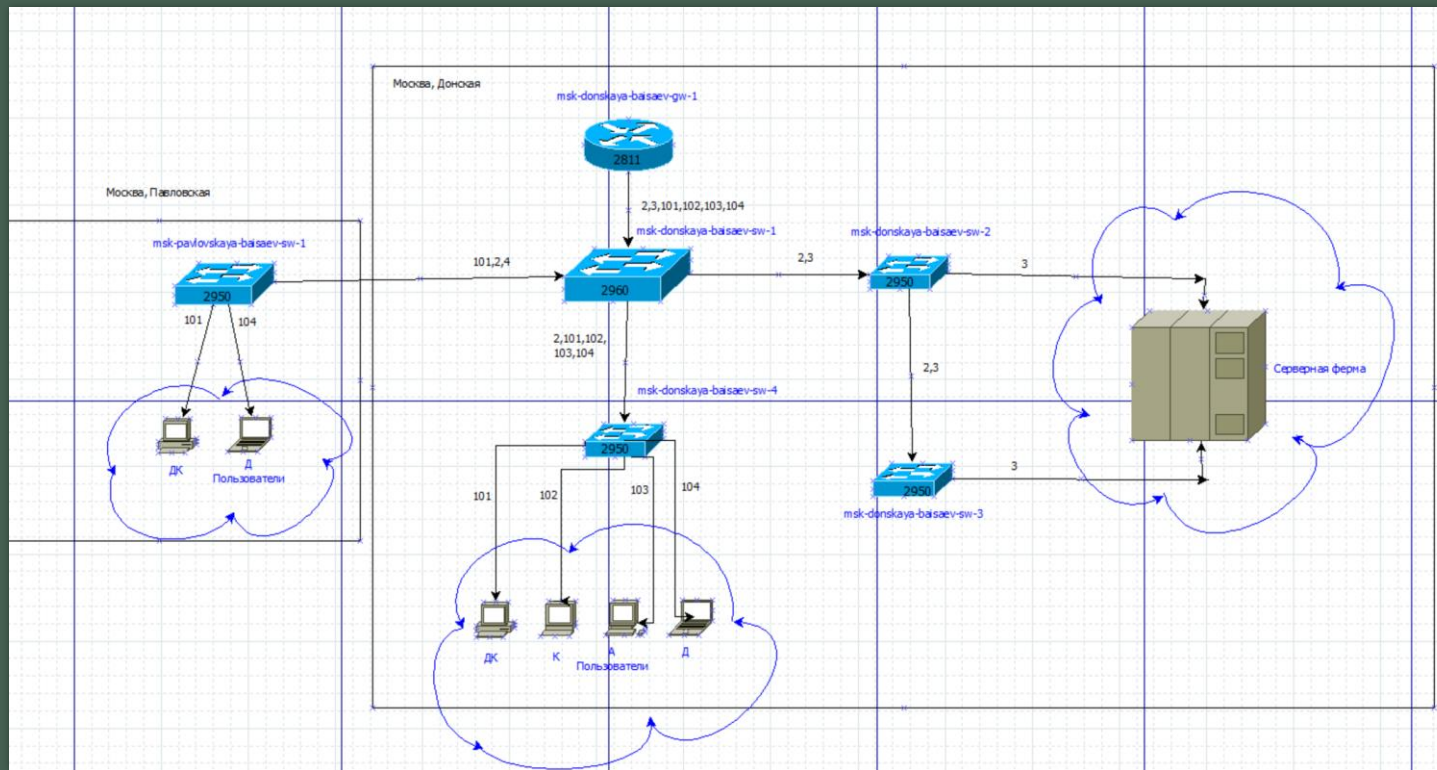 Москва, Донская
msk-donskaya-baisaev-gw-1
2811
2,3,101,102,103,104
Москва, Павловская
msk-pavlovskaya-baisaev-sw-1
2950
101
104
ДК
Д
Пользователи
101,2,4
msk-donskaya-baisaev-sw-1
2960
2,3
msk-donskaya-baisaev-sw-2
2950
3
2,101,102,
103,104
2,3
Серверная ферма
msk-donskaya-baisaev-sw-4
2950
2950
3
msk-donskaya-baisaev-sw-3
101
102
103
104
ДК
К
А
Д
Пользователи